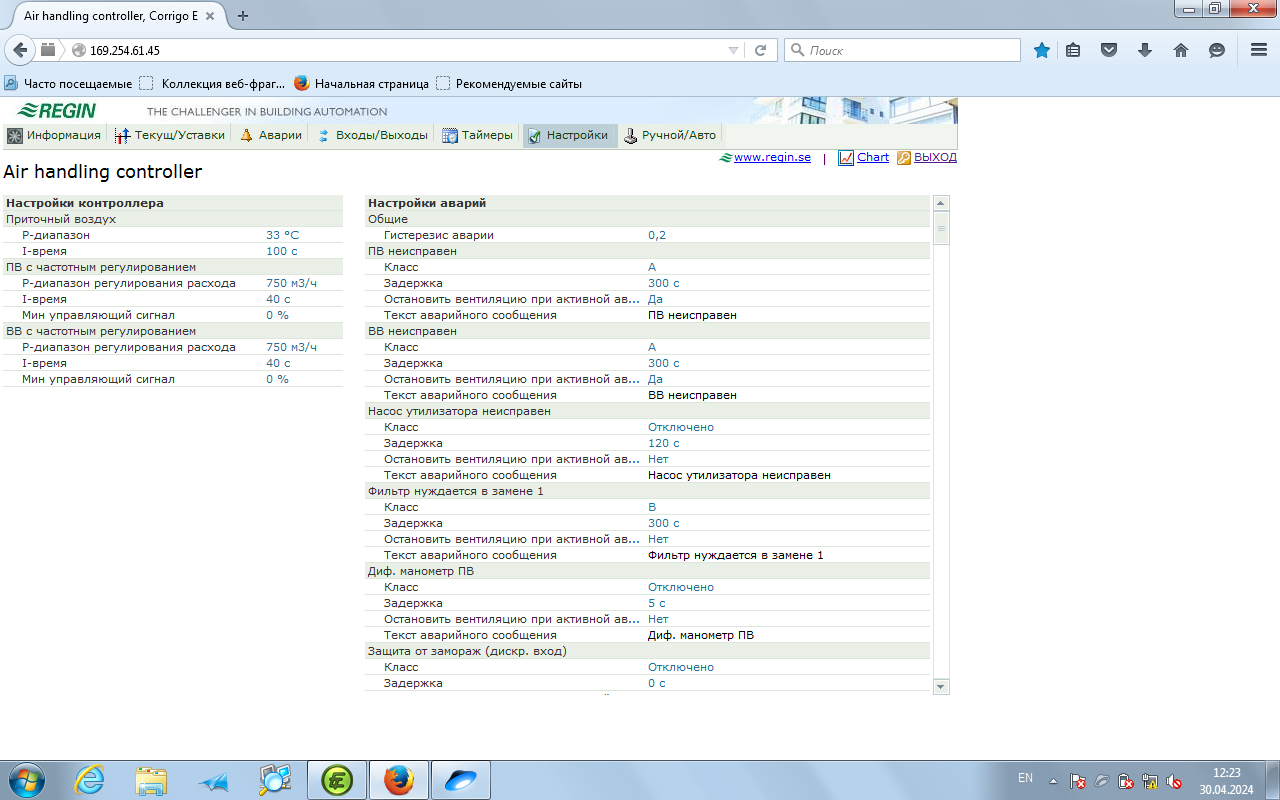 Air handling controller, Corrigo E
169.254.61.45
Поиск
Часто посещаемые Коллекция веб-фраг... Начальная страница Рекомендуемые сайты
REGIN THE CHALLENGER IN BUILDING AUTOMATION
Информация Текущ/Уставки Аварии Входы/Выходы Таймеры Настройки Ручной/Авто
www.regin.se | Chart ВЫХОД
Air handling controller
Настройки контроллера
Приточный воздух
P-диапазон 33 °C
I-время 100 с
ПВ с частотным регулированием
P-диапазон регулирования расхода 750 м3/ч
I-время 40 с
Мин управляющий сигнал 0 %
ВВ с частотным регулированием
P-диапазон регулирования расхода 750 м3/ч
I-время 40 с
Мин управляющий сигнал 0 %
Настройки аварий
Общие
Гистерезис аварии 0,2
ПВ неисправен
Класс A
Задержка 300 с
Остановить вентиляцию при активной ав... Да
Текст аварийного сообщения ПВ неисправен
ВВ неисправен
Класс A
Задержка 300 с
Остановить вентиляцию при активной ав... Да
Текст аварийного сообщения ВВ неисправен
Насос утилизатора неисправен
Класс Отключено
Задержка 120 с
Остановить вентиляцию при активной ав... Нет
Текст аварийного сообщения Насос утилизатора неисправен
Фильтр нуждается в замене 1
Класс B
Задержка 300 с
Остановить вентиляцию при активной ав... Нет
Текст аварийного сообщения Фильтр нуждается в замене 1
Диф. манометр ПВ
Класс Отключено
Задержка 5 с
Остановить вентиляцию при активной ав... Нет
Текст аварийного сообщения Диф. манометр ПВ
Защита от замораж (дискр. вход)
Класс Отключено
Задержка 0 с
EN
12:23
30.04.2024